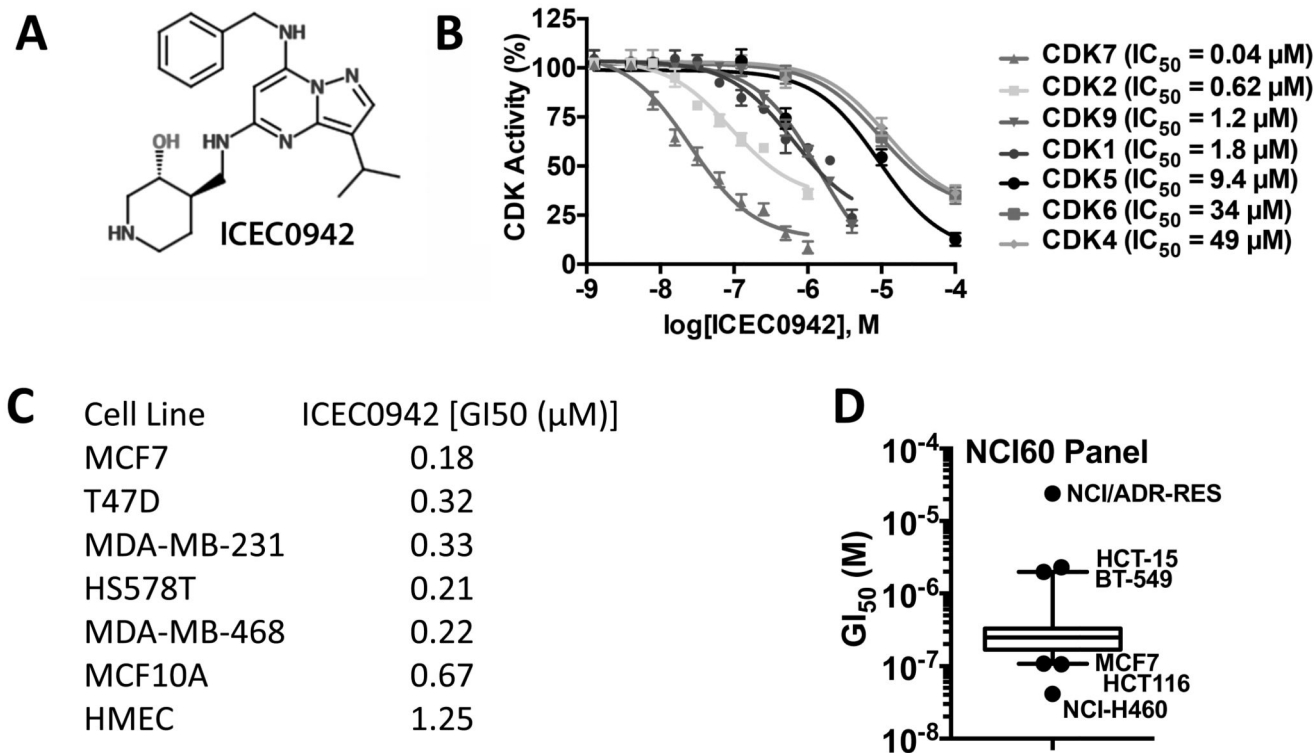 A
NH
N
N
N
N
NH
OH
HN
ICEC0942
B
CDK Activity (%)
125
100
75
50
25
0
-9 -8 -7 -6 -5 -4
log[ICEC0942], M
CDK7 (IC50 = 0.04 µM)
CDK2 (IC50 = 0.62 µM)
CDK9 (IC50 = 1.2 µM)
CDK1 (IC50 = 1.8 µM)
CDK5 (IC50 = 9.4 µM)
CDK6 (IC50 = 34 µM)
CDK4 (IC50 = 49 µM)
C
Cell Line ICEC0942 [GI50 (µM)]
MCF7 0.18
T47D 0.32
MDA-MB-231 0.33
HS578T 0.21
MDA-MB-468 0.22
MCF10A 0.67
HMEC 1.25
D
NCI60 Panel
GI50 (M)
10-4
10-5
10-6
10-7
10-8
NCI/ADR-RES
HCT-15
BT-549
MCF7
HCT116
NCI-H460